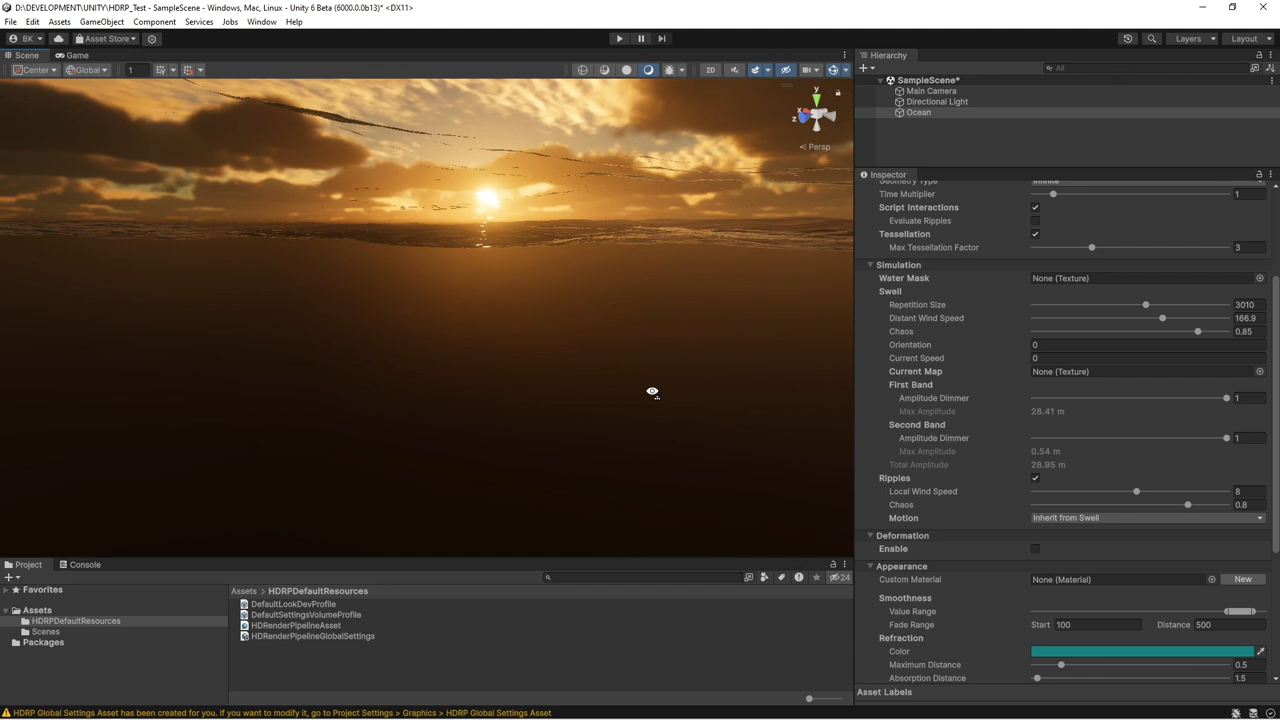 D:\DEVELOPMENT\UNITY\HDRP_Test - SampleScene - Windows, Mac, Linux - Unity 6 Beta (6000.0.0b13)* <DX11>
File Edit Assets GameObject Component Services Jobs Window Help
BK Asset Store Layers Layout
Scene Game
Center Global 1 2D
y
x
z
Persp
Hierarchy
All
SampleScene*
Main Camera
Directional Light
Ocean
Inspector
Geometry Type Infinite
Time Multiplier 1
Script Interactions
Evaluate Ripples
Tessellation
Max Tessellation Factor 3
Simulation
Water Mask None (Texture)
Swell
Repetition Size 3010
Distant Wind Speed 166.9
Chaos 0.85
Orientation 0
Current Speed 0
Current Map None (Texture)
First Band
Amplitude Dimmer 1
Max Amplitude 28.41 m
Second Band
Amplitude Dimmer 1
Max Amplitude 0.54 m
Total Amplitude 28.95 m
Ripples
Local Wind Speed 8
Chaos 0.8
Motion Inherit from Swell
Deformation
Enable
Appearance
Custom Material None (Material) New
Smoothness
Value Range
Fade Range Start 100 Distance 500
Refraction
Color
Maximum Distance 0.5
Absorption Distance 1.5
Asset Labels
Project Console
24
Favorites
Assets
HDRPDefaultResources
Scenes
Packages
Assets > HDRPDefaultResources
DefaultLookDevProfile
DefaultSettingsVolumeProfile
HDRenderPipelineAsset
HDRenderPipelineGlobalSettings
HDRP Global Settings Asset has been created for you. If you want to modify it, go to Project Settings > Graphics > HDRP Global Settings Asset